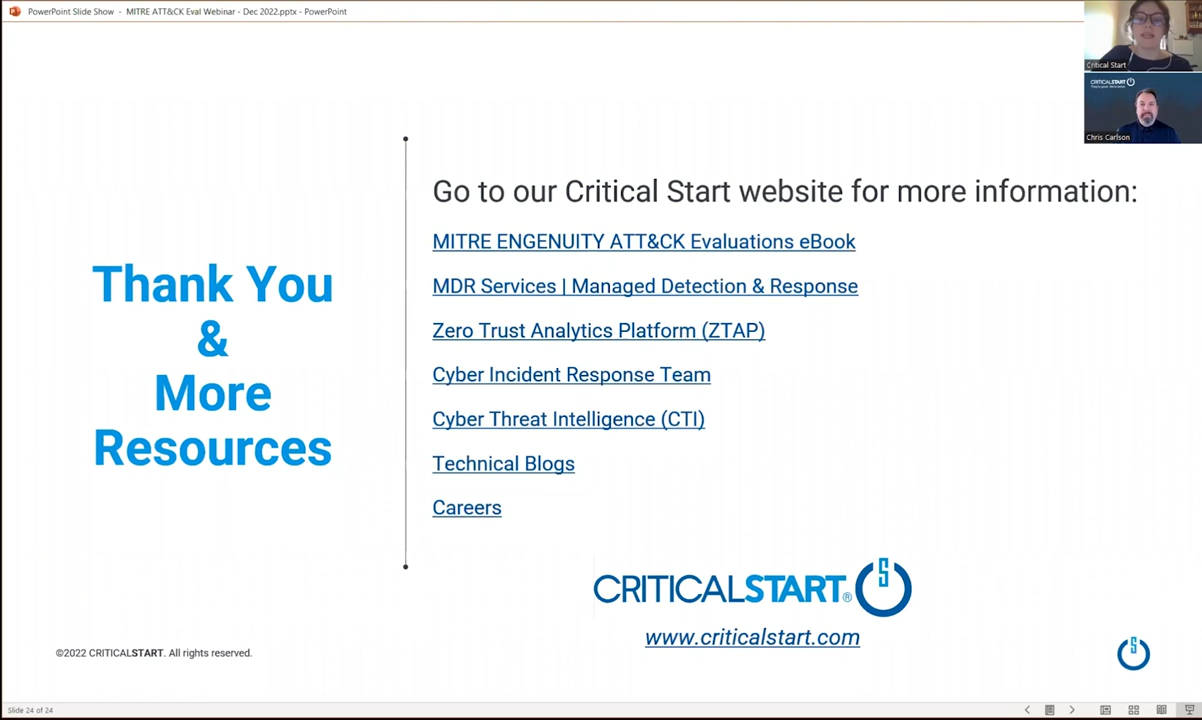 PowerPoint Slide Show - MITRE ATT&CK Eval Webinar - Dec 2022.pptx - PowerPoint
Critical Start
CRITICALSTART
Chris Carlson
Thank You
&
More
Resources
Go to our Critical Start website for more information:
MITRE ENGENUITY ATT&CK Evaluations eBook
MDR Services | Managed Detection & Response
Zero Trust Analytics Platform (ZTAP)
Cyber Incident Response Team
Cyber Threat Intelligence (CTI)
Technical Blogs
Careers
CRITICALSTART®
www.criticalstart.com
©2022 CRITICALSTART. All rights reserved.
Slide 24 of 24